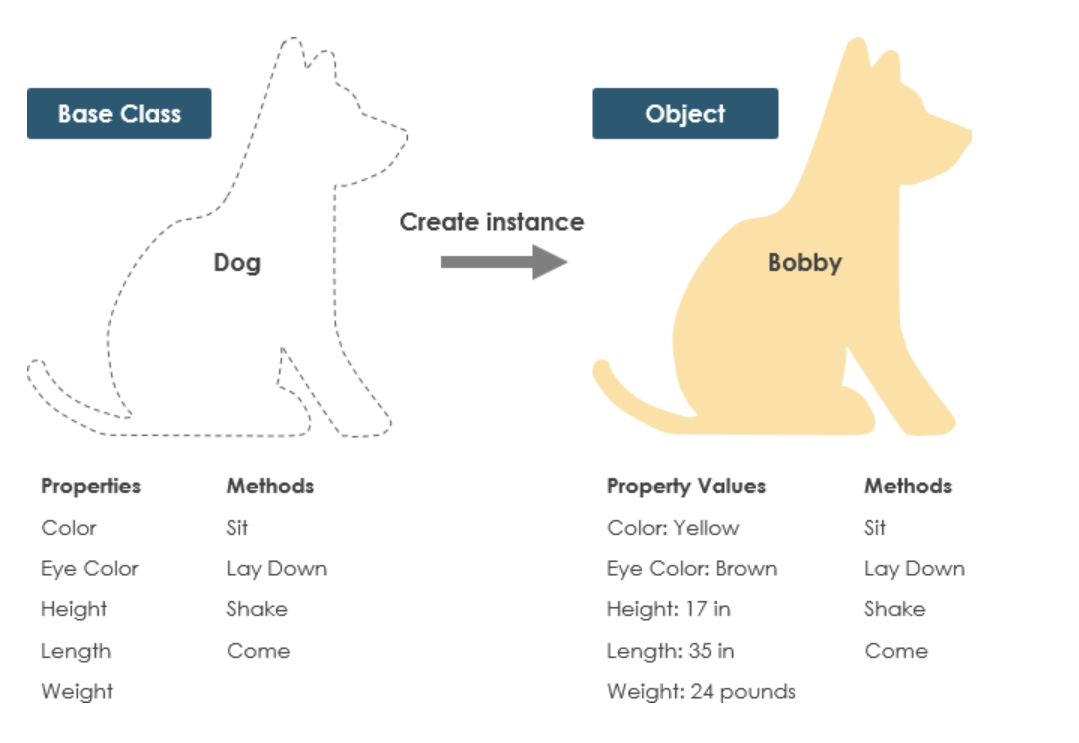 Base Class
Object
Create instance
Dog
Bobby
Properties Methods Property Values Methods
Color Sit Color: Yellow Sit
Eye Color Lay Down Eye Color: Brown Lay Down
Height Shake Height: 17 in Shake
Length Come Length: 35 in Come
Weight Weight: 24 pounds